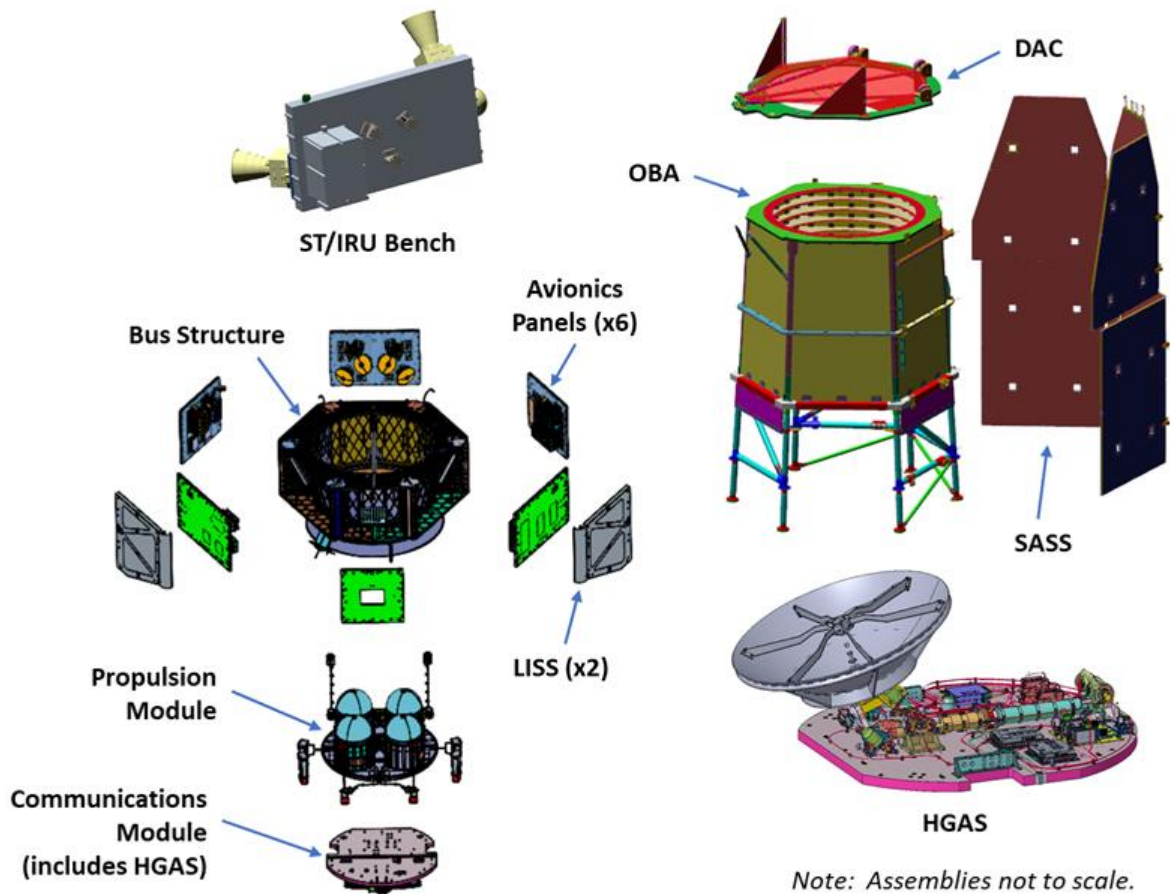 DAC
OBA
ST/IRU Bench
Avionics
Panels (x6)
Bus Structure
SASS
LISS (x2)
Propulsion
Module
Communications
Module
(includes HGAS)
HGAS
Note:  Assemblies not to scale.